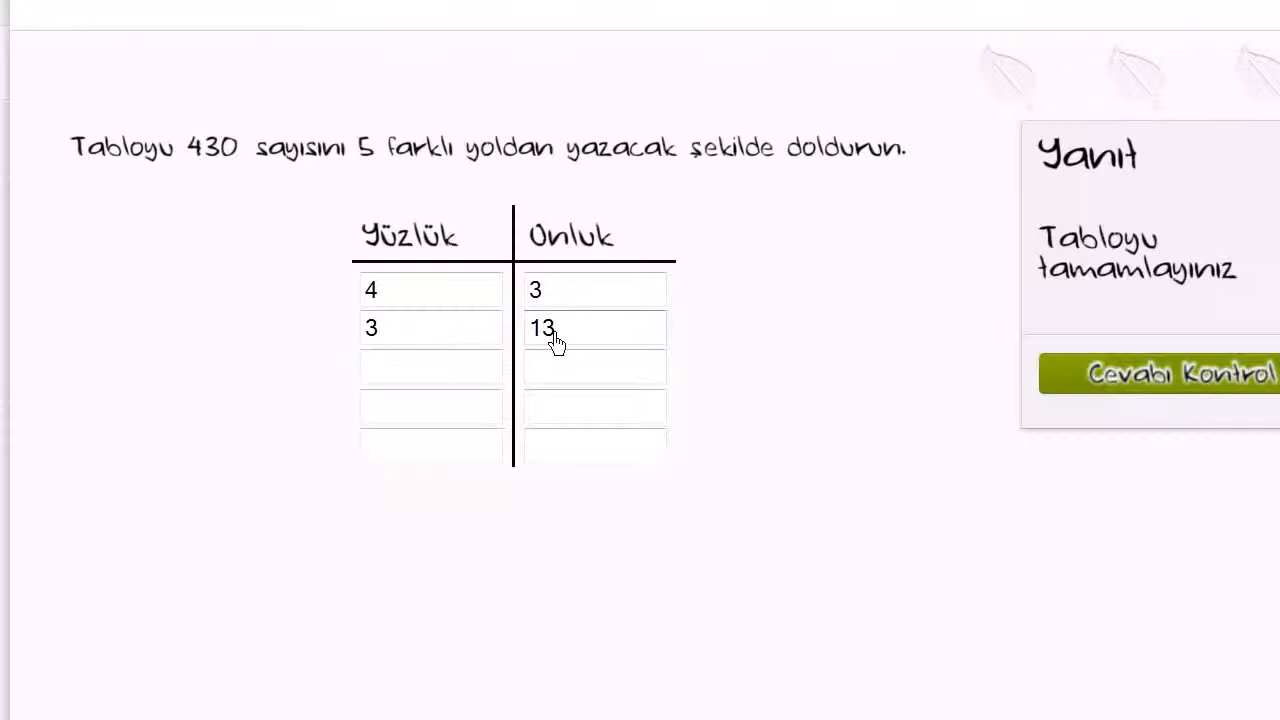 Tabloyu 430 sayısını 5 farklı yoldan yazacak şekilde doldurun.
Yüzlük Onluk
4 3
3 13
Yanıt
Tabloyu
tamamlayınız
Cevabı Kontrol